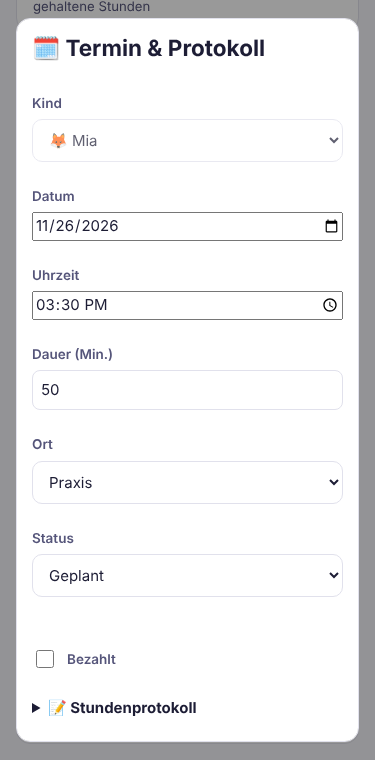 gehaltene Stunden
🗓️ Termin & Protokoll
Kind
🦊 Mia
Datum
11/26/2026
Uhrzeit
03:30 PM
Dauer (Min.)
50
Ort
Praxis
Status
Geplant
Bezahlt
📝 Stundenprotokoll